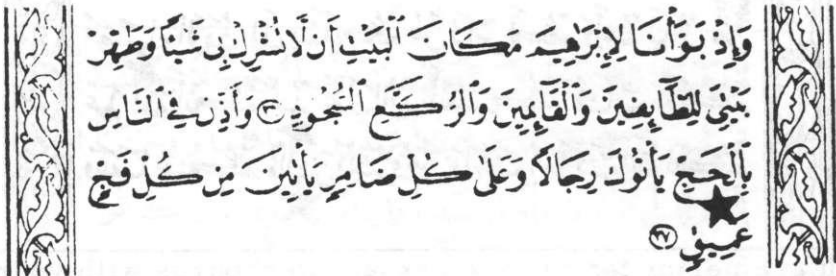 وَإِذْ بَوَّأْنَا لِإِبْرَٰهِيمَ مَكَانَ ٱلْبَيْتِ أَن لَّا تُشْرِكْ بِى شَيْـًٔا وَطَهِّرْ
بَيْتِىَ لِلطَّآئِفِينَ وَٱلْقَآئِمِينَ وَٱلرُّكَّعِ ٱلسُّجُودِ وَأَذِّن فِى ٱلنَّاسِ
بِٱلْحَجِّ يَأْتُوكَ رِجَالًا وَعَلَىٰ كُلِّ ضَامِرٍ يَأْتِينَ مِن كُلِّ فَجٍّ
عَمِيقٍ ٢٧